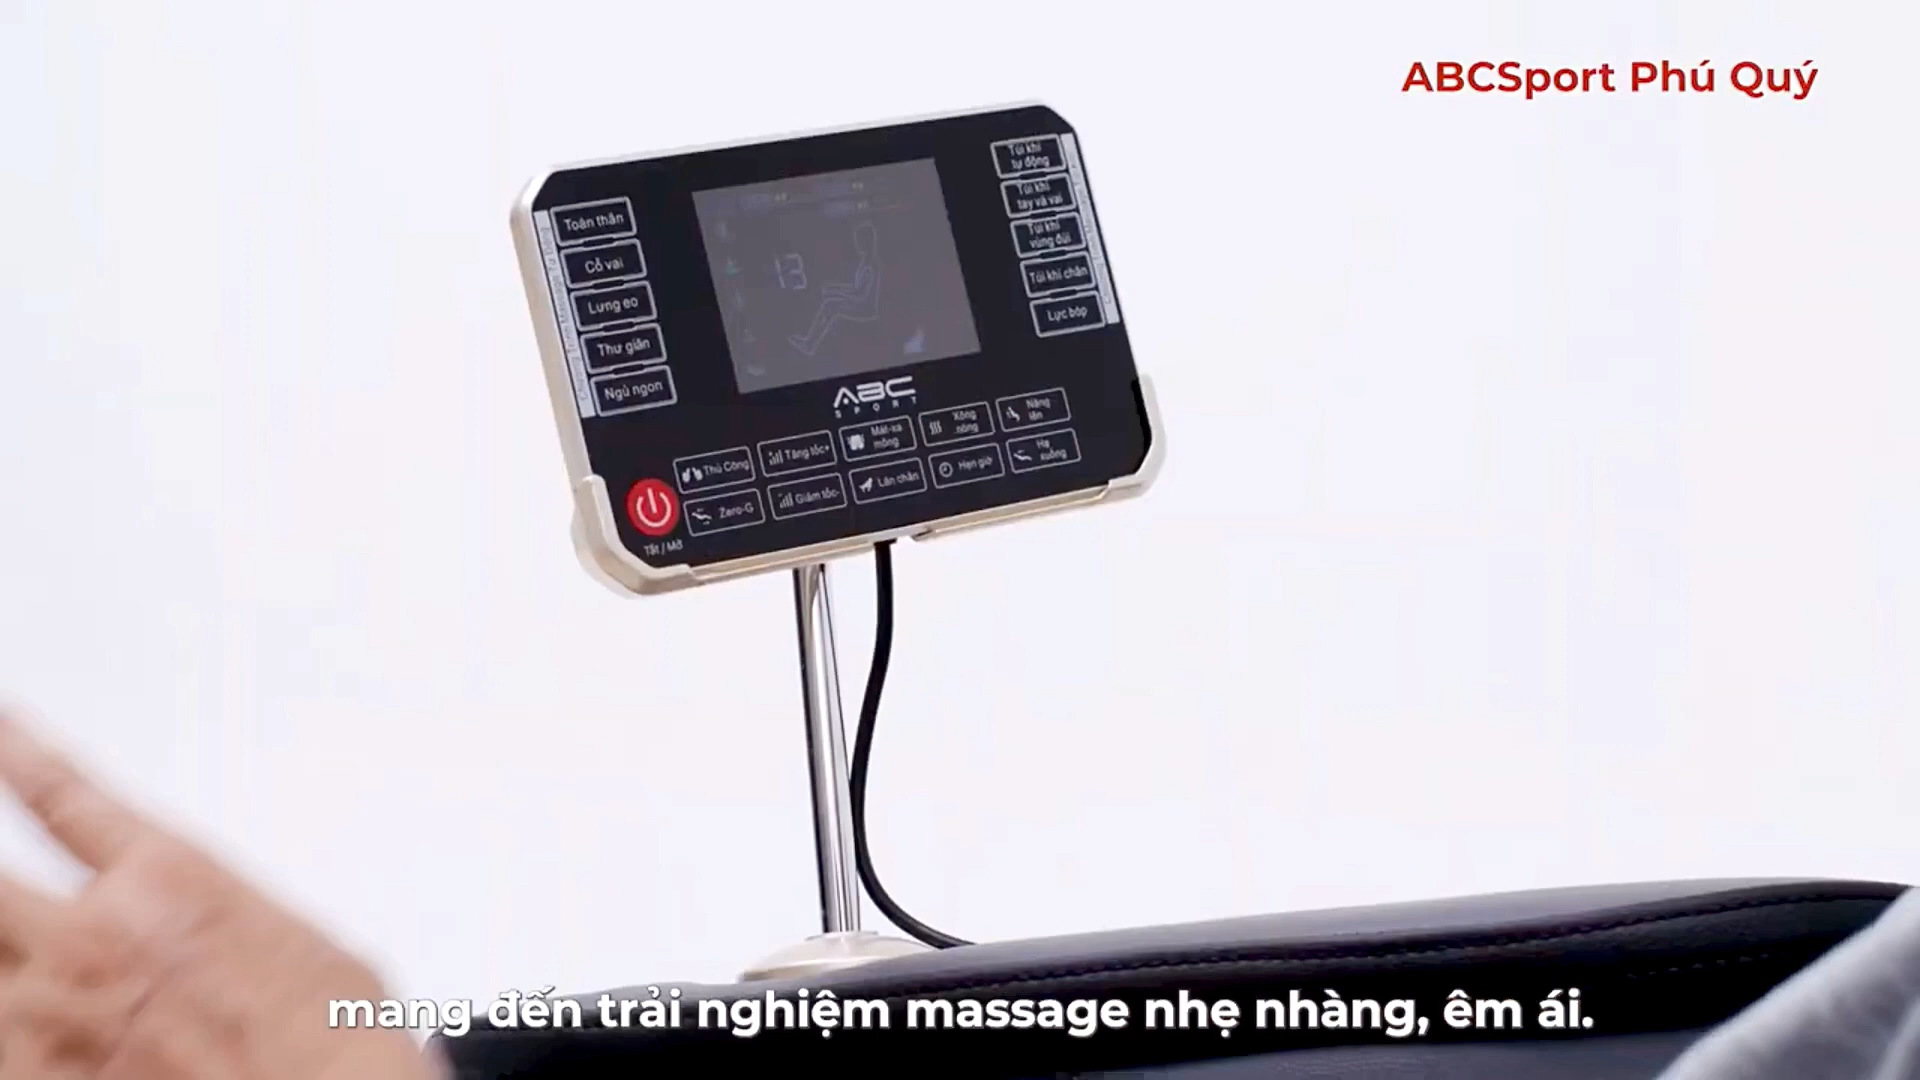 ABCSport Phú Quý
Toàn thân
Cổ vai
Lưng eo
Thư giãn
Ngủ ngon
13
Túi khí
tự động
Túi khí
tay và vai
Túi khí
vùng đùi
Túi khí chân
Lực bóp
ABC
SPORT
Thủ Công
Tăng tốc+
Mát-xa
mông
Xông
nóng
Nâng
lên
Zero-G
Giảm tốc-
Lăn chân
Hẹn giờ
Hạ
xuống
Tắt / Mở
mang đến trải nghiệm massage nhẹ nhàng, êm ái.